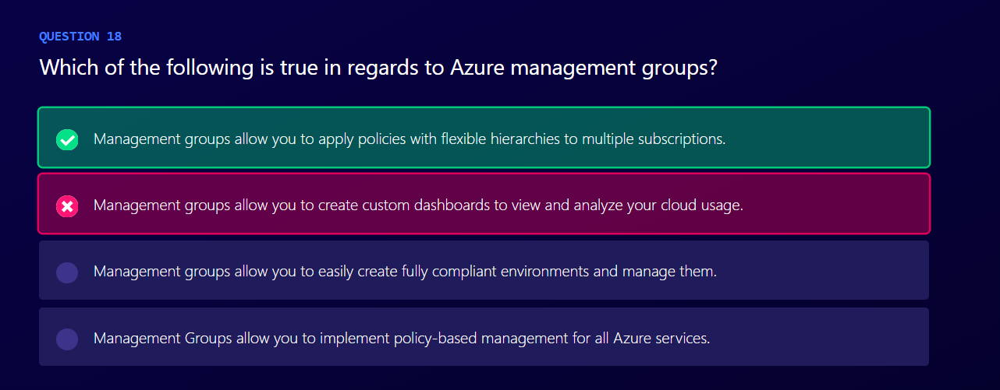 QUESTION 18
Which of the following is true in regards to Azure management groups?
Management groups allow you to apply policies with flexible hierarchies to multiple subscriptions.
Management groups allow you to create custom dashboards to view and analyze your cloud usage.
Management groups allow you to easily create fully compliant environments and manage them.
Management Groups allow you to implement policy-based management for all Azure services.